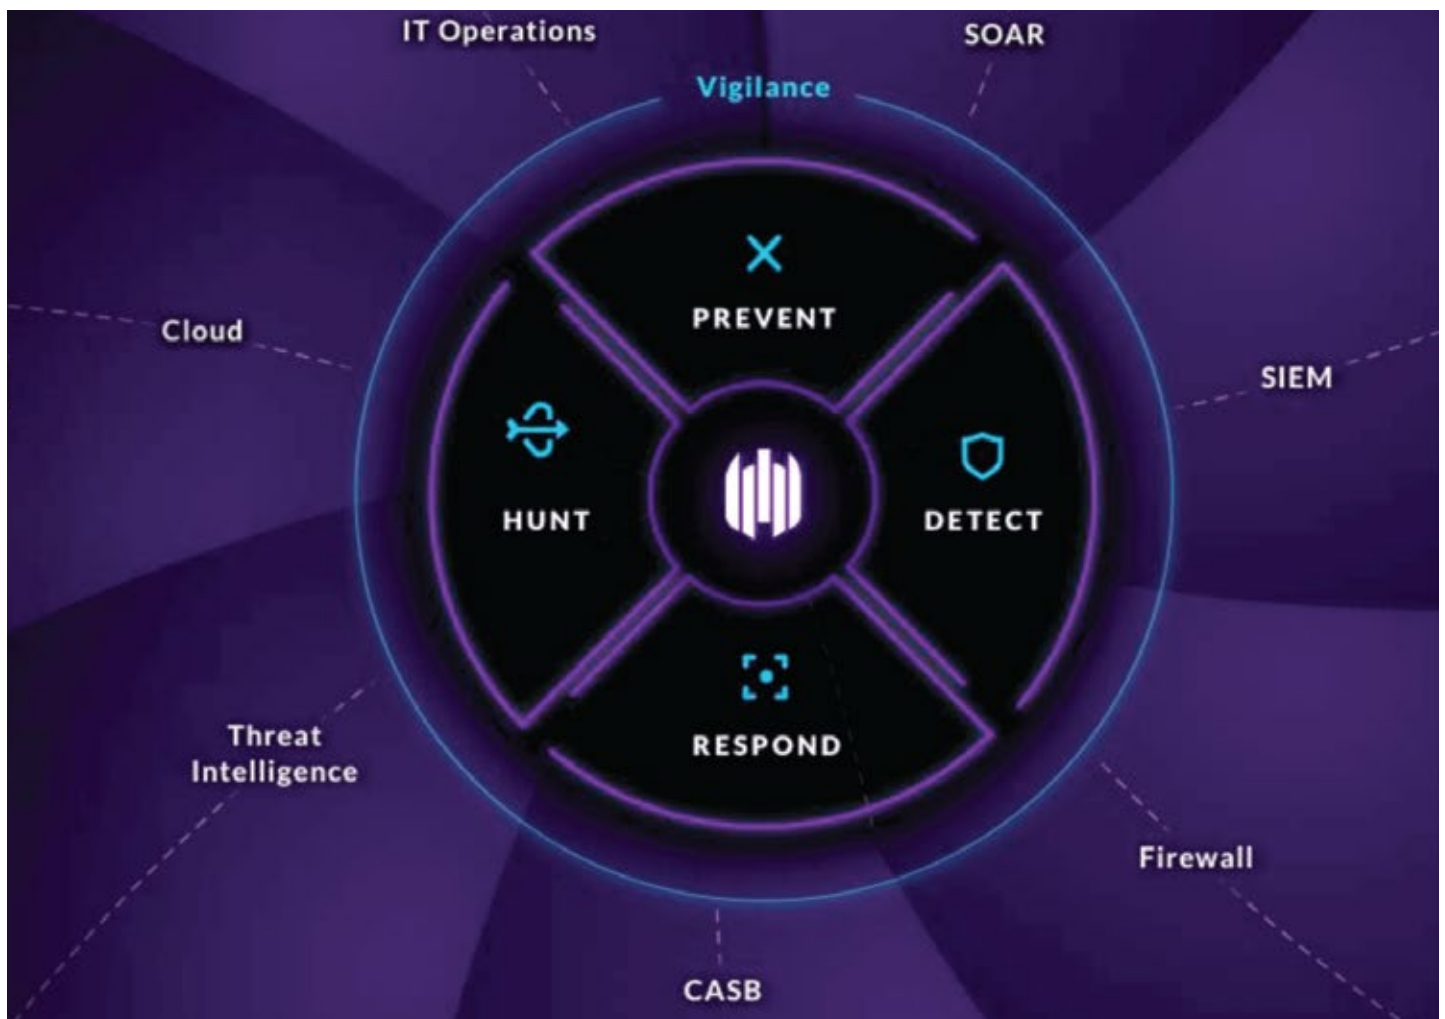 IT Operations
SOAR
Vigilance
PREVENT
Cloud
SIEM
HUNT
DETECT
Threat
Intelligence
RESPOND
Firewall
CASB